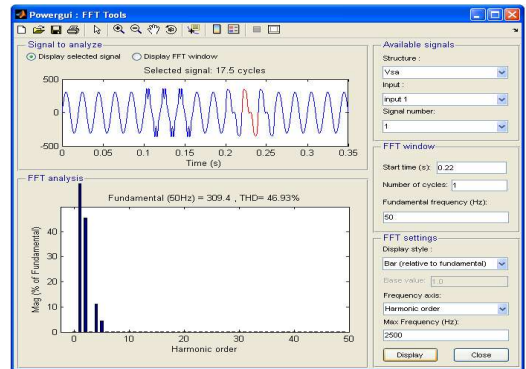 Powergui : FFT Tools
Signal to analyze
Display selected signal Display FFT window
Selected signal: 17.5 cycles
500
0
-500
0 0.05 0.1 0.15 0.2 0.25 0.3 0.35
Time (s)
FFT analysis
Fundamental (50Hz) = 309.4 , THD= 46.93%
Mag (% of Fundamental)
40
30
20
10
0
0 10 20 30 40 50
Harmonic order
Available signals
Structure :
Vsa
Input :
input 1
Signal number:
1
FFT window
Start time (s): 0.22
Number of cycles: 1
Fundamental frequency (Hz):
50
FFT settings
Display style :
Bar (relative to fundamental)
Base value: 1.0
Frequency axis:
Harmonic order
Max Frequency (Hz):
2500
Display Close